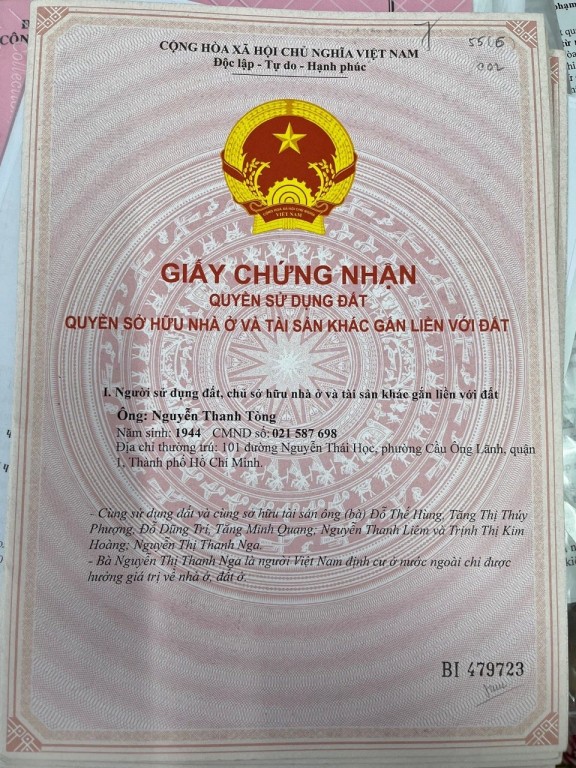 CỘNG HÒA XÃ HỘI CHỦ NGHĨA VIỆT NAM
Độc lập - Tự do - Hạnh phúc
VIỆT NAM
GIẤY CHỨNG NHẬN
QUYỀN SỬ DỤNG ĐẤT
QUYỀN SỞ HỮU NHÀ Ở VÀ TÀI SẢN KHÁC GẮN LIỀN VỚI ĐẤT
I. Người sử dụng đất, chủ sở hữu nhà ở và tài sản khác gắn liền với đất
Ông: Nguyễn Thanh Tòng
Năm sinh: 1944 CMND số: 021 587 698
Địa chỉ thường trú: 101 đường Nguyễn Thái Học, phường Cầu Ông Lãnh, quận
1, Thành phố Hồ Chí Minh.
- Cùng sử dụng đất và cùng sở hữu tài sản ông (bà) Đỗ Thế Hùng, Tăng Thị Thúy
Phượng, Đỗ Dũng Trí, Tăng Minh Quang; Nguyễn Thanh Liêm và Trịnh Thị Kim
Hoàng; Nguyễn Thị Thanh Nga.
- Bà Nguyễn Thị Thanh Nga là người Việt Nam định cư ở nước ngoài chỉ được
hưởng giá trị về nhà ở, đất ở.
BI 479723